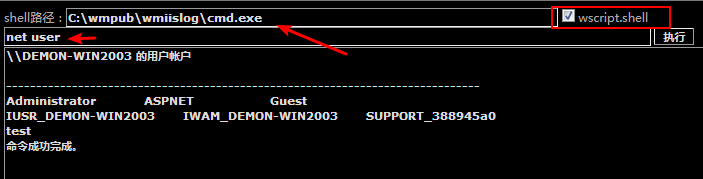 shell路径： C:\wmpub\wmiislog\cmd.exe wscript.shell
net user 执行
\\DEMON-WIN2003 的用户帐户
-------------------------------------------------------------------------------
Administrator ASPNET Guest
IUSR_DEMON-WIN2003 IWAM_DEMON-WIN2003 SUPPORT_388945a0
test
命令成功完成。